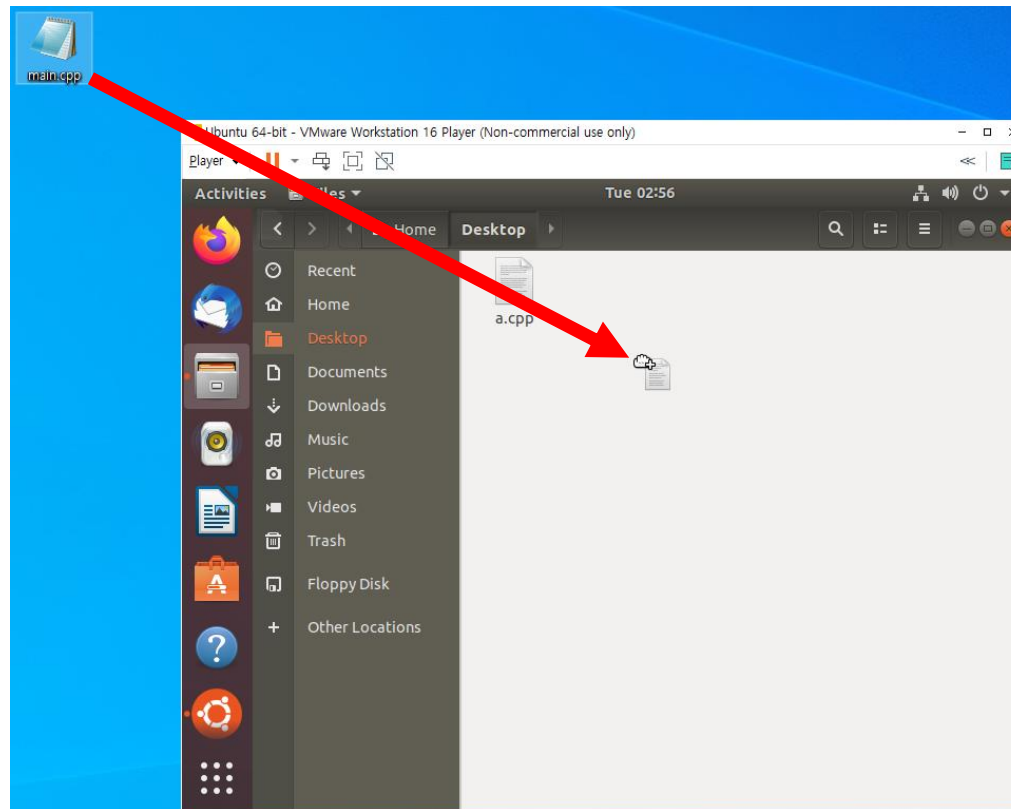 main.cpp
Ubuntu 64-bit - VMware Workstation 16 Player (Non-commercial use only)
Player
Activities Files Tue 02:56
Home Desktop
Recent
Home
Desktop
Documents
Downloads
Music
Pictures
Videos
Trash
Floppy Disk
Other Locations
a.cpp